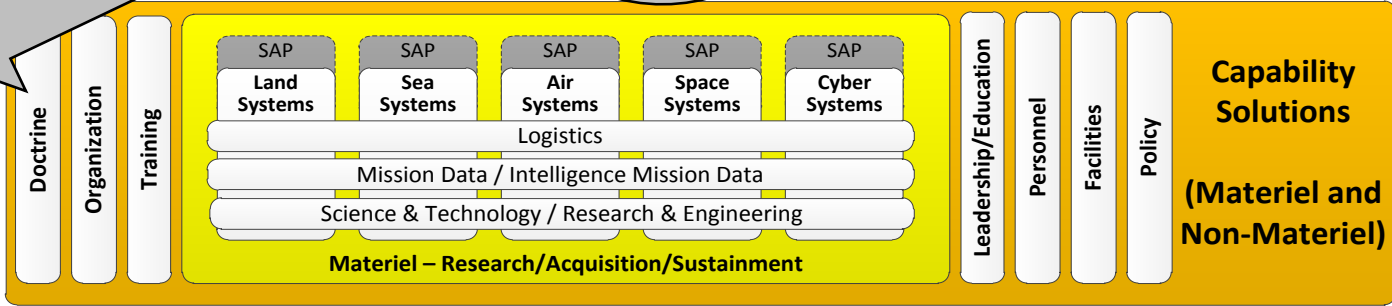 Doctrine
Organization
Training
SAP
Land
Systems
SAP
Sea
Systems
SAP
Air
Systems
SAP
Space
Systems
SAP
Cyber
Systems
Logistics
Mission Data / Intelligence Mission Data
Science & Technology / Research & Engineering
Materiel – Research/Acquisition/Sustainment
Leadership/Education
Personnel
Facilities
Policy
Capability
Solutions
(Materiel and
Non-Materiel)